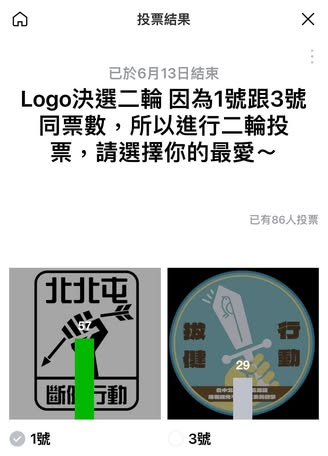 投票結果
已於6月13日結束
Logo決選二輪 因為1號跟3號
同票數，所以進行二輪投
票，請選擇你的最愛～
已有86人投票
北北屯
57
斷開行動
拔 行
健 動
29
1號
3號